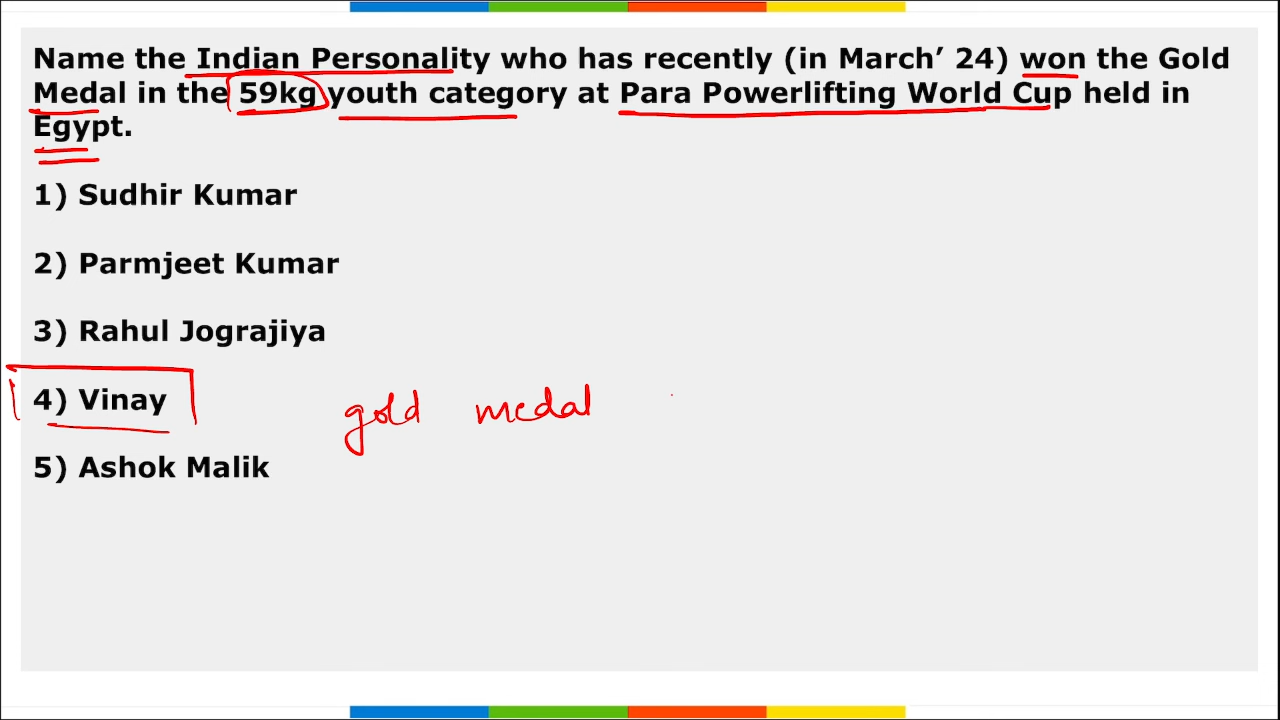 Name the Indian Personality who has recently (in March’ 24) won the Gold
Medal in the 59kg youth category at Para Powerlifting World Cup held in
Egypt.
1) Sudhir Kumar
2) Parmjeet Kumar
3) Rahul Jograjiya
4) Vinay
gold medal
5) Ashok Malik